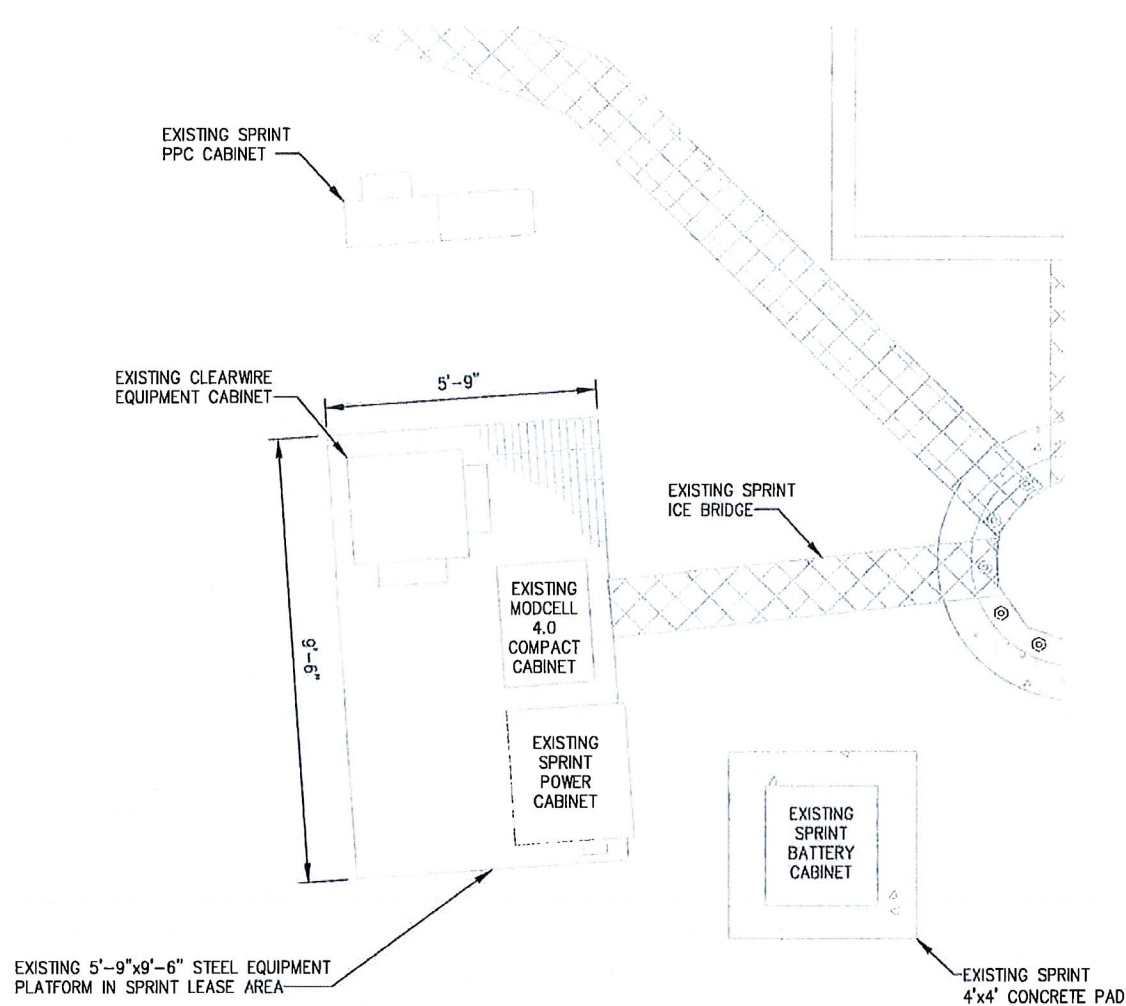 EXISTING SPRINT
PPC CABINET
EXISTING CLEARWIRE
EQUIPMENT CABINET
5'-9"
EXISTING SPRINT
ICE BRIDGE
EXISTING
MODCELL
4.0
COMPACT
CABINET
9'-6"
EXISTING
SPRINT
POWER
CABINET
EXISTING
SPRINT
BATTERY
CABINET
EXISTING 5'-9"x9'-6" STEEL EQUIPMENT
PLATFORM IN SPRINT LEASE AREA
EXISTING SPRINT
4'x4' CONCRETE PAD